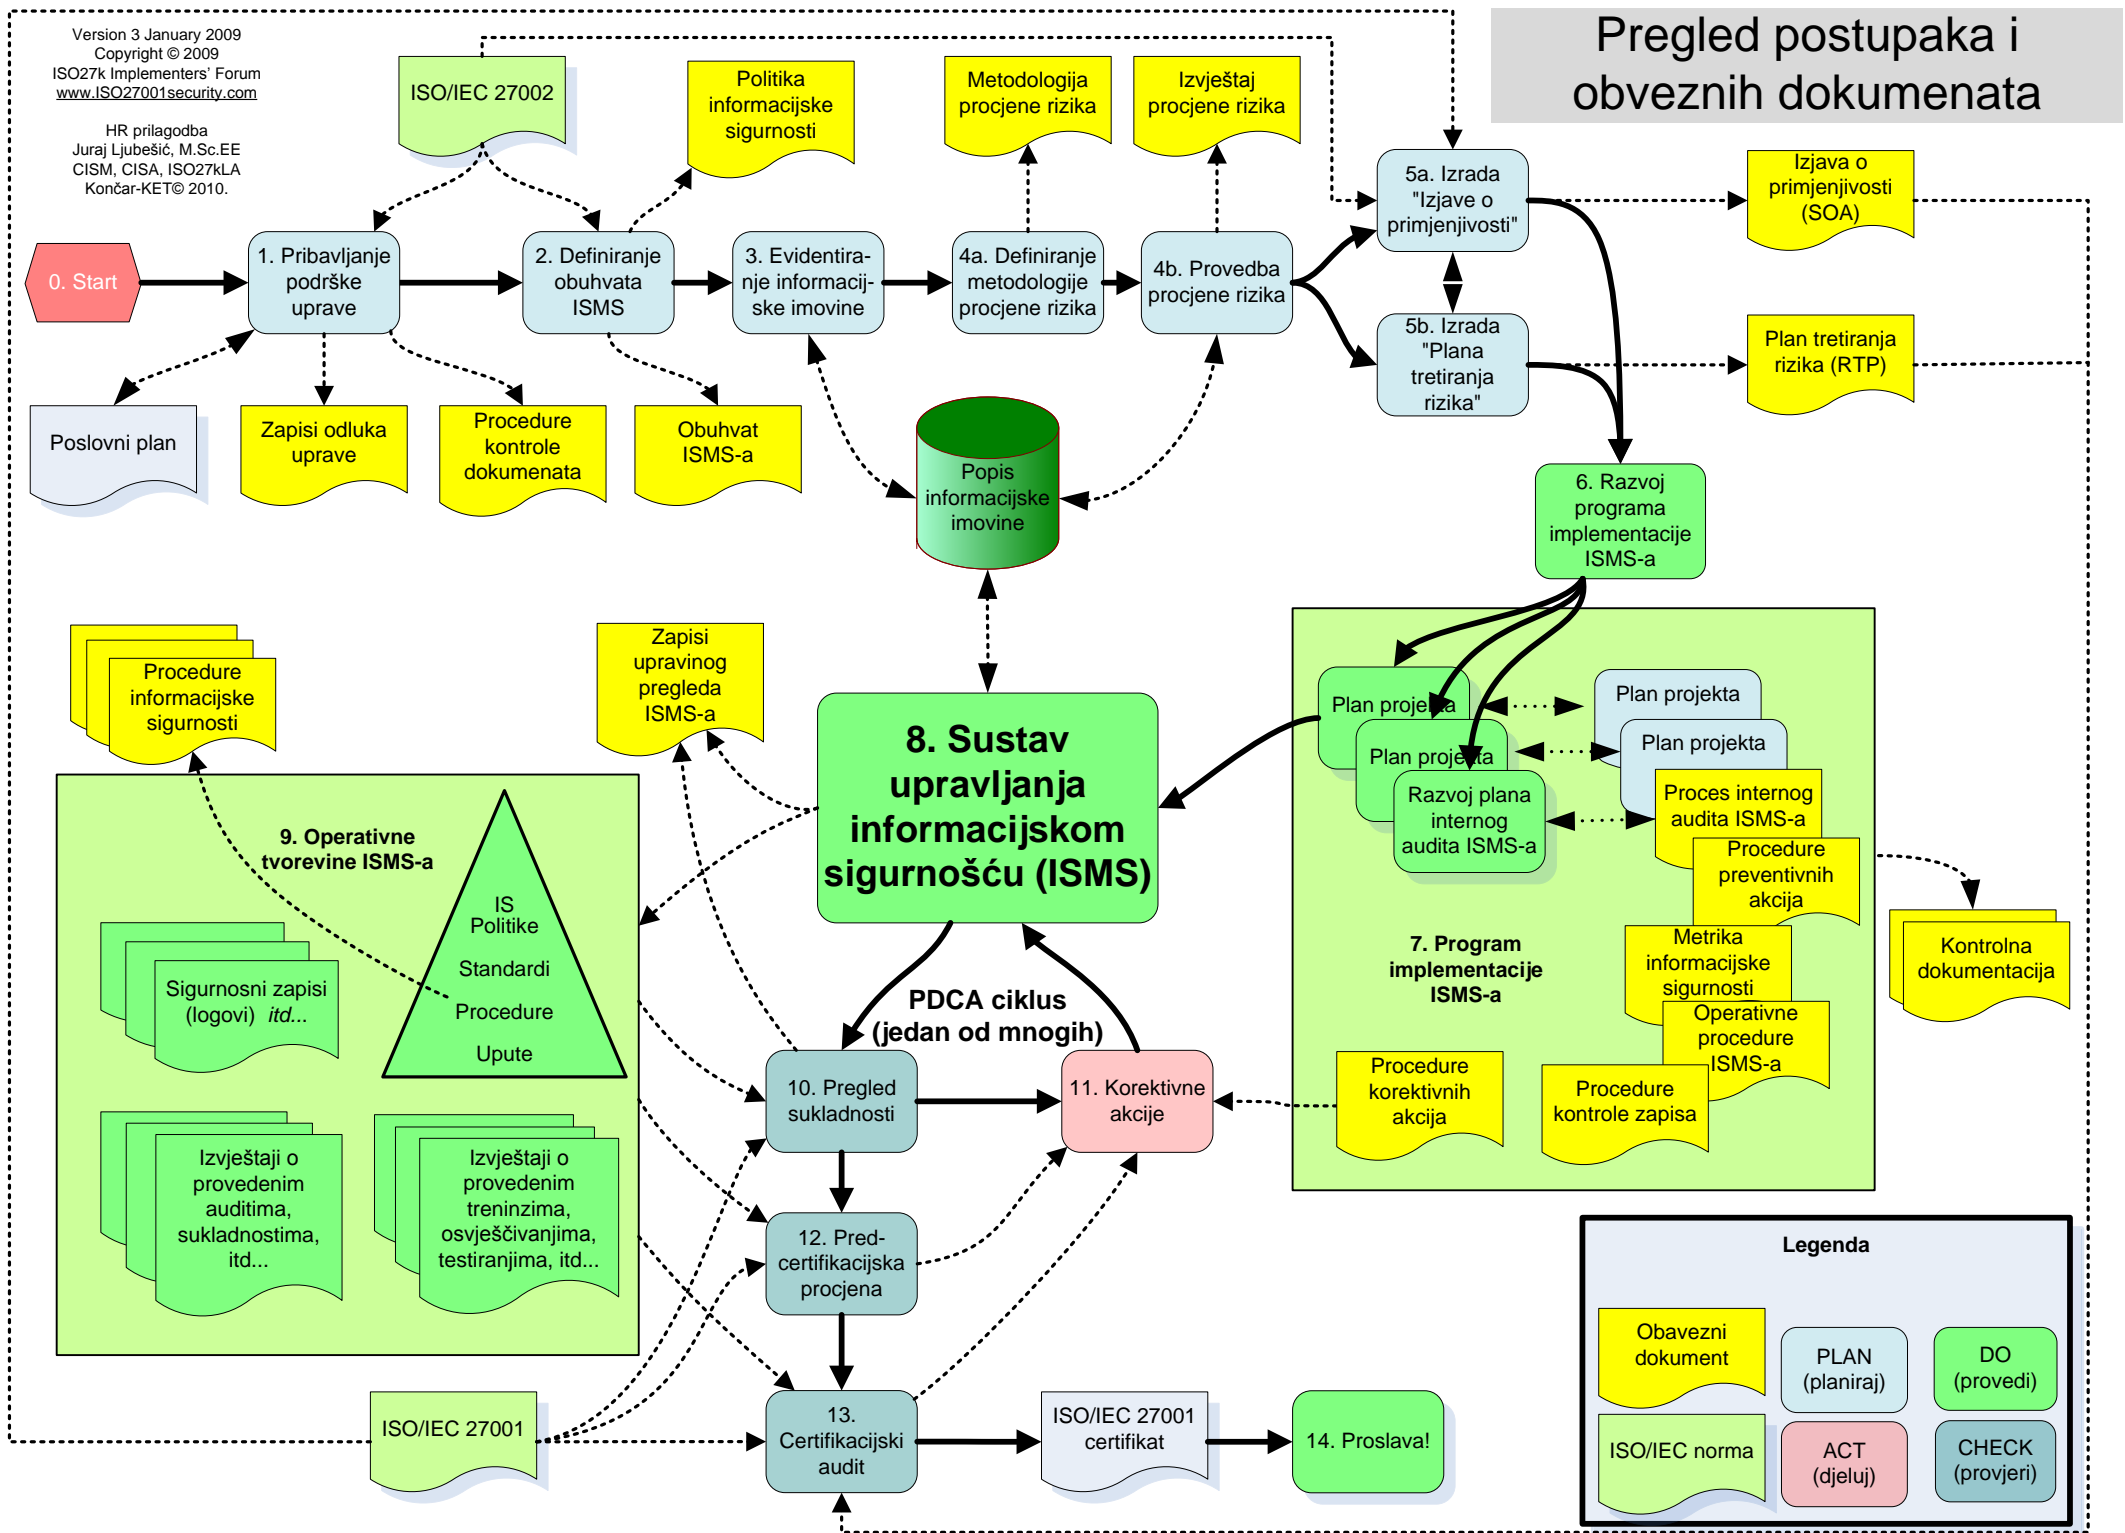 Pregled postupaka i
obveznih dokumenata
Version 3 January 2009
Copyright © 2009
ISO27k Implementers' Forum
www.ISO27001security.com
HR prilagodba
Juraj Ljubešić, M.Sc.EE
CISM, CISA, ISO27kLA
Končar-KET© 2010.
ISO/IEC 27002
Politika
informacijske
sigurnosti
Metodologija
procjene rizika
Izvještaj
procjene rizika
0. Start
1. Pribavljanje
podrške
uprave
2. Definiranje
obuhvata
ISMS
3. Evidentira-
nje informacij-
ske imovine
4a. Definiranje
metodologije
procjene rizika
4b. Provedba
procjene rizika
5a. Izrada
"Izjave o
primjenjivosti"
Izjava o
primjenjivosti
(SOA)
5b. Izrada
"Plana
tretiranja
rizika"
Plan tretiranja
rizika (RTP)
Poslovni plan
Zapisi odluka
uprave
Procedure
kontrole
dokumenata
Obuhvat
ISMS-a
Popis
informacijske
imovine
6. Razvoj
programa
implementacije
ISMS-a
Procedure
informacijske
sigurnosti
Zapisi
upravinog
pregleda
ISMS-a
8. Sustav
upravljanja
informacijskom
sigurnošću (ISMS)
Plan projekta
Plan projekta
Razvoj plana
internog
audita ISMS-a
Plan projekta
Plan projekta
Proces internog
audita ISMS-a
Procedure
preventivnih
akcija
7. Program
implementacije
ISMS-a
Metrika
informacijske
sigurnosti
Operativne
procedure
ISMS-a
Procedure
korektivnih
akcija
Procedure
kontrole zapisa
Kontrolna
dokumentacija
9. Operativne
tvorevine ISMS-a
IS
Politike
Standardi
Procedure
Upute
Sigurnosni zapisi
(logovi) itd...
Izvještaji o
provedenim
auditima,
sukladnostima,
itd...
Izvještaji o
provedenim
treninzima,
osvješčivanjima,
testiranjima, itd...
PDCA ciklus
(jedan od mnogih)
10. Pregled
sukladnosti
11. Korektivne
akcije
12. Pred-
certifikacijska
procjena
ISO/IEC 27001
13.
Certifikacijski
audit
ISO/IEC 27001
certifikat
14. Proslava!
Legenda
Obavezni
dokument
PLAN
(planiraj)
DO
(provedi)
ISO/IEC norma
ACT
(djeluj)
CHECK
(provjeri)